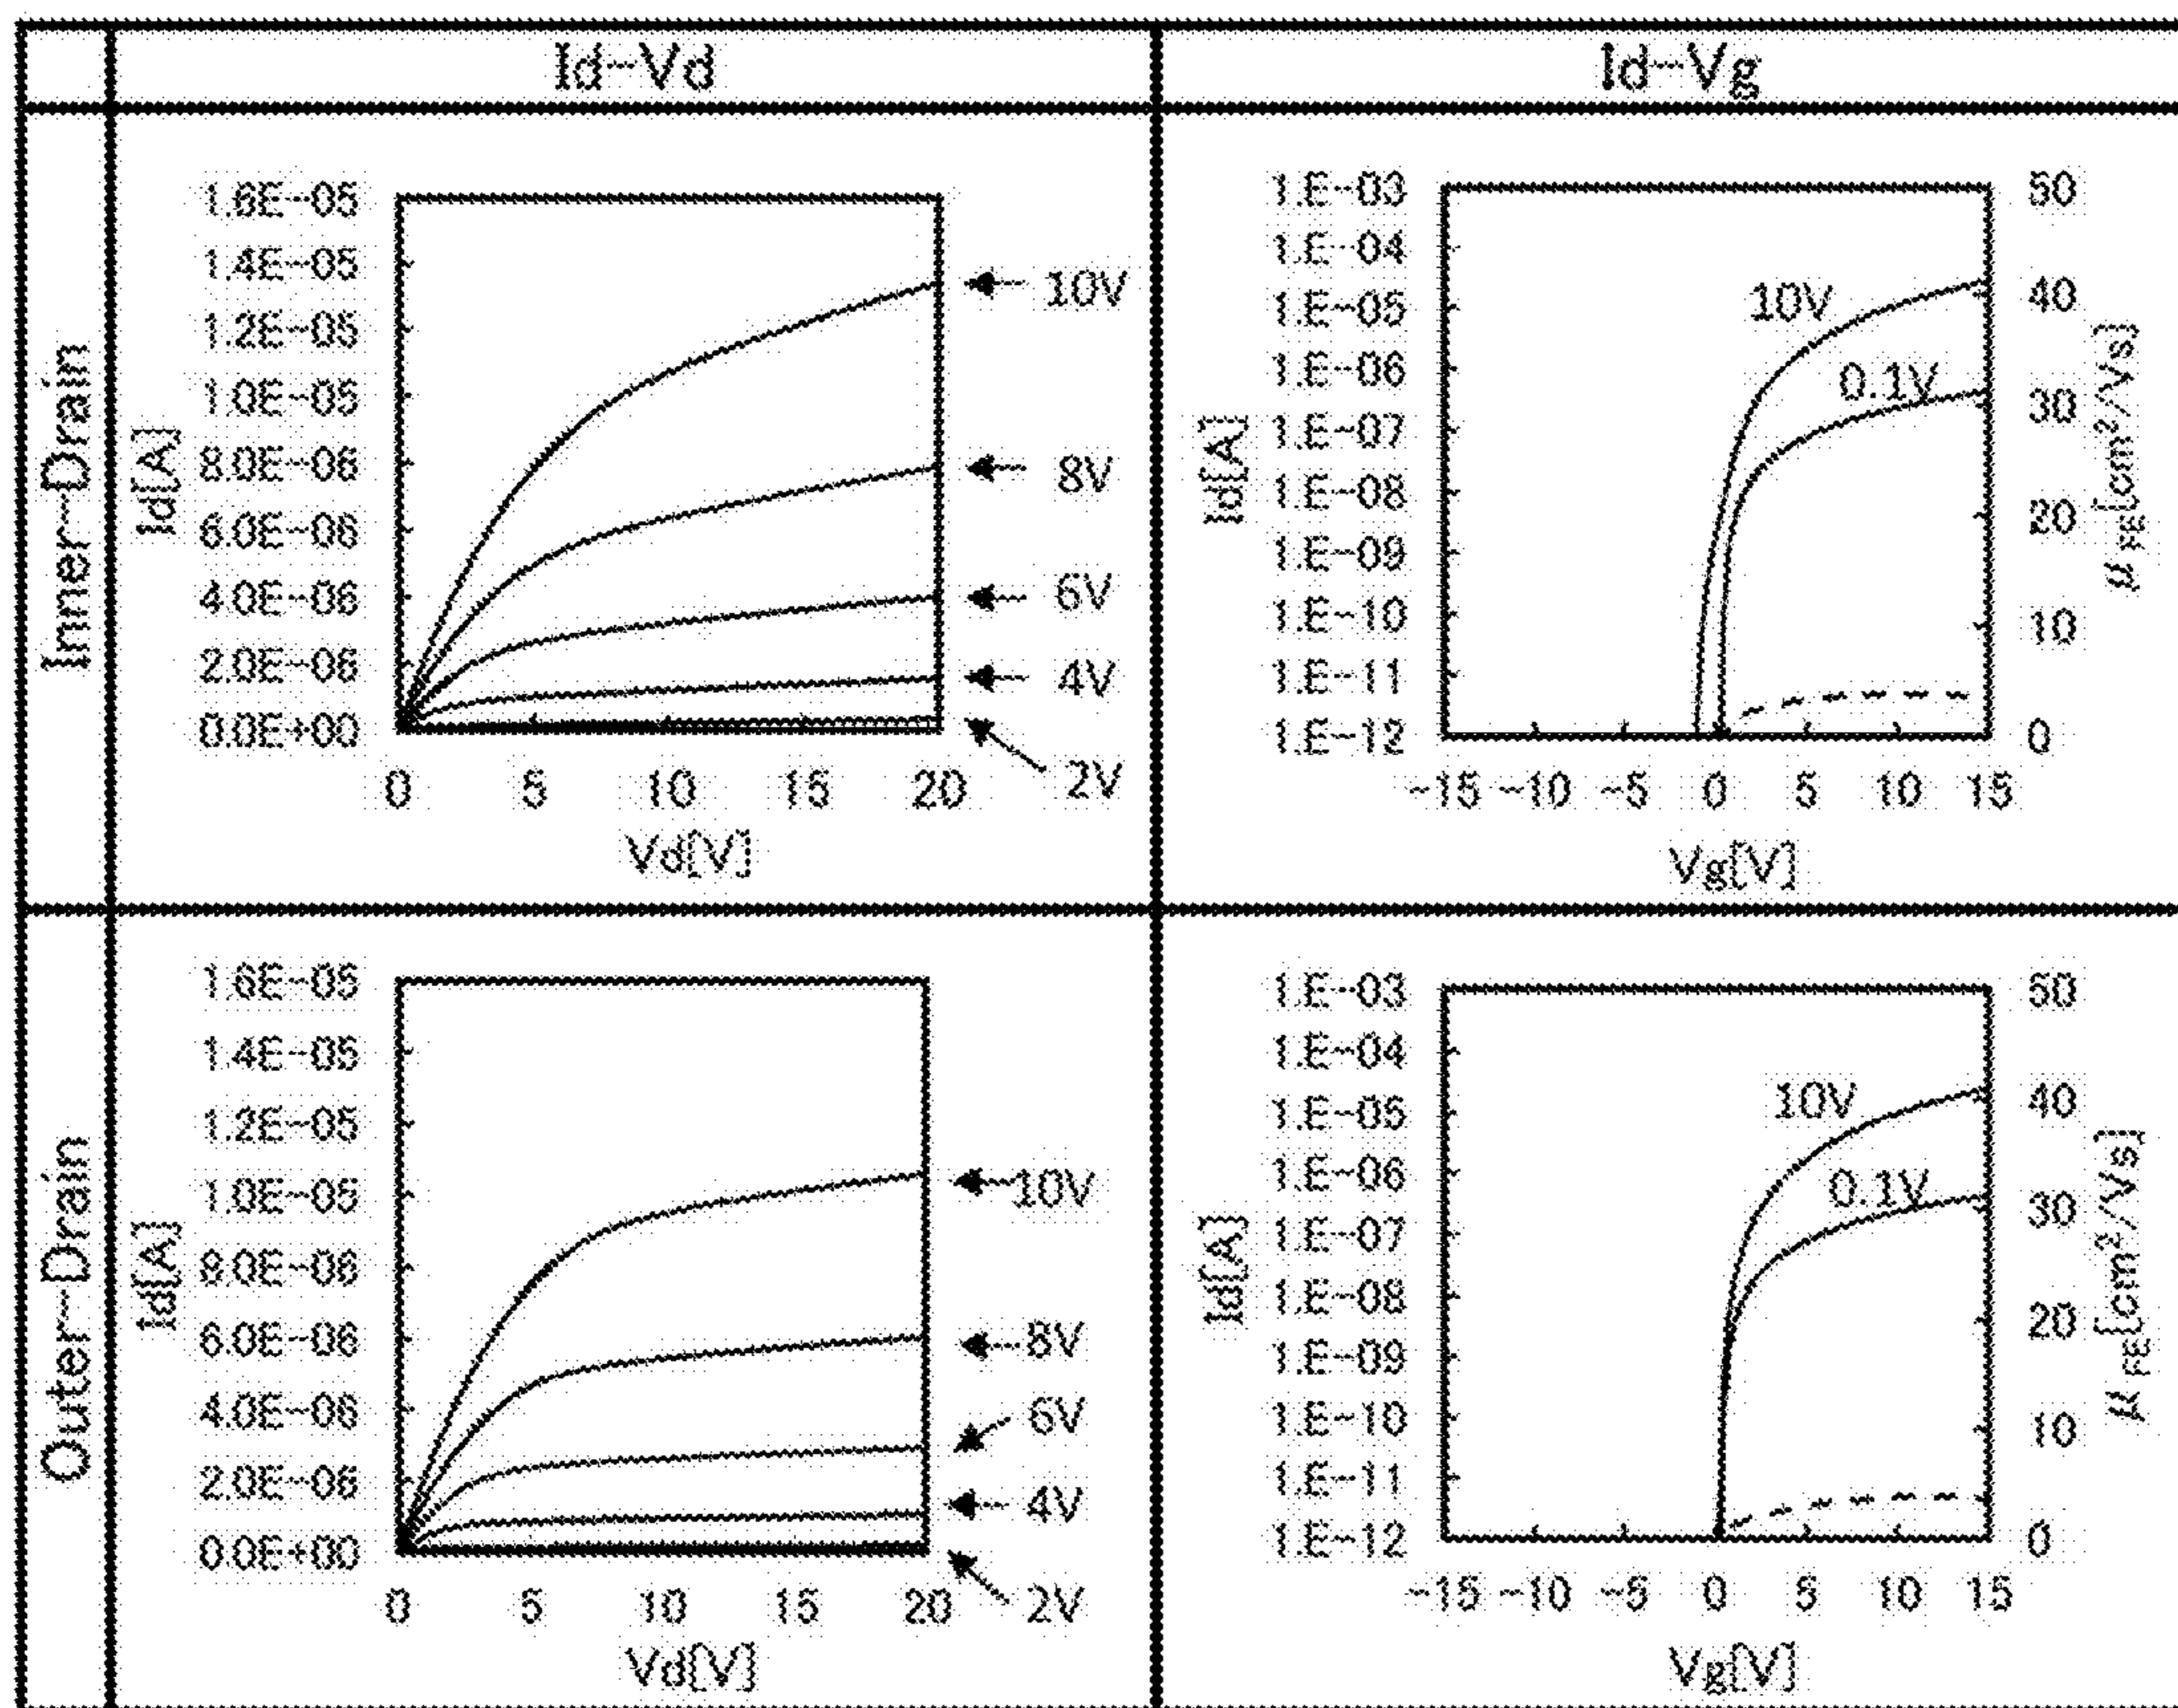 Id-Vd
Id-Vg
Inner-Drain
Id[A]
1.6E-05
1.4E-05
1.2E-05
1.0E-05
8.0E-06
6.0E-06
4.0E-06
2.0E-06
0.0E+00
0 5 10 15 20
Vd[V]
10V
8V
6V
4V
2V
Id[A]
1.E-03
1.E-04
1.E-05
1.E-06
1.E-07
1.E-08
1.E-09
1.E-10
1.E-11
1.E-12
-15 -10 -5 0 5 10 15
Vg[V]
10V
0.1V
50
40
30
20
10
0
μFE[cm²/Vs]
Outer-Drain
Id[A]
1.6E-05
1.4E-05
1.2E-05
1.0E-05
8.0E-06
6.0E-06
4.0E-06
2.0E-06
0.0E+00
0 5 10 15 20
Vd[V]
10V
8V
6V
4V
2V
Id[A]
1.E-03
1.E-04
1.E-05
1.E-06
1.E-07
1.E-08
1.E-09
1.E-10
1.E-11
1.E-12
-15 -10 -5 0 5 10 15
Vg[V]
10V
0.1V
50
40
30
20
10
0
μFE[cm²/Vs]